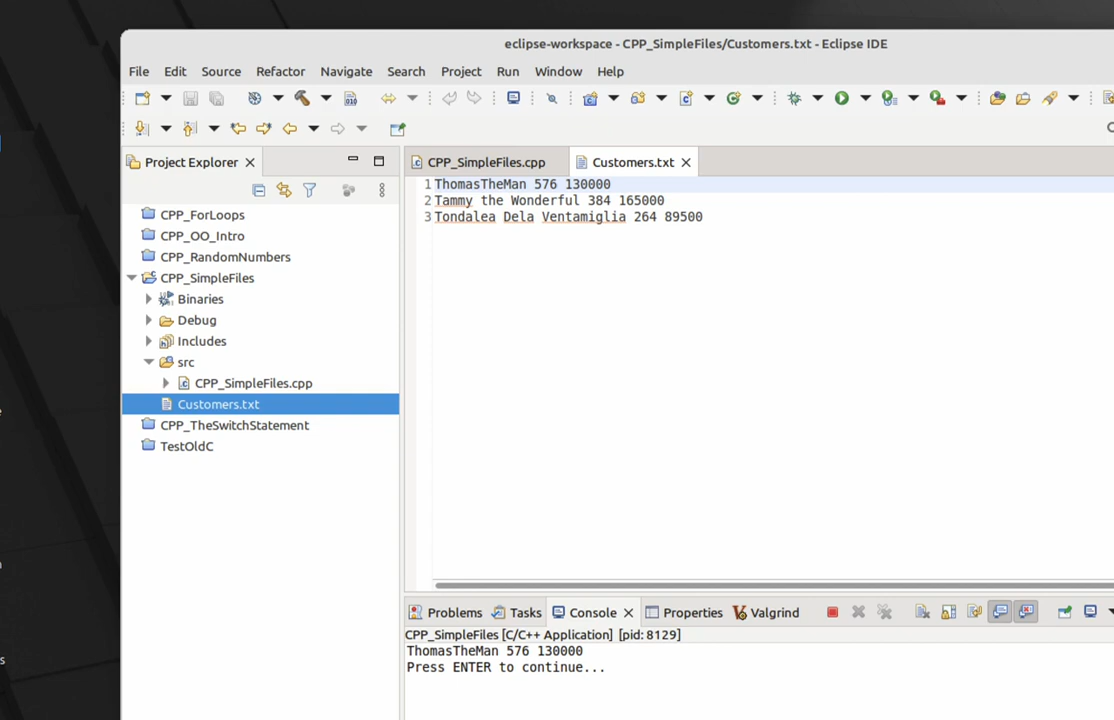 eclipse-workspace - CPP_SimpleFiles/Customers.txt - Eclipse IDE
File Edit Source Refactor Navigate Search Project Run Window Help
Project Explorer
CPP_SimpleFiles.cpp Customers.txt
1 ThomasTheMan 576 130000
2 Tammy the Wonderful 384 165000
3 Tondalea Dela Ventamiglia 264 89500
CPP_ForLoops
CPP_OO_Intro
CPP_RandomNumbers
CPP_SimpleFiles
Binaries
Debug
Includes
src
CPP_SimpleFiles.cpp
Customers.txt
CPP_TheSwitchStatement
TestOldC
Problems Tasks Console Properties Valgrind
CPP_SimpleFiles [C/C++ Application] [pid: 8129]
ThomasTheMan 576 130000
Press ENTER to continue...